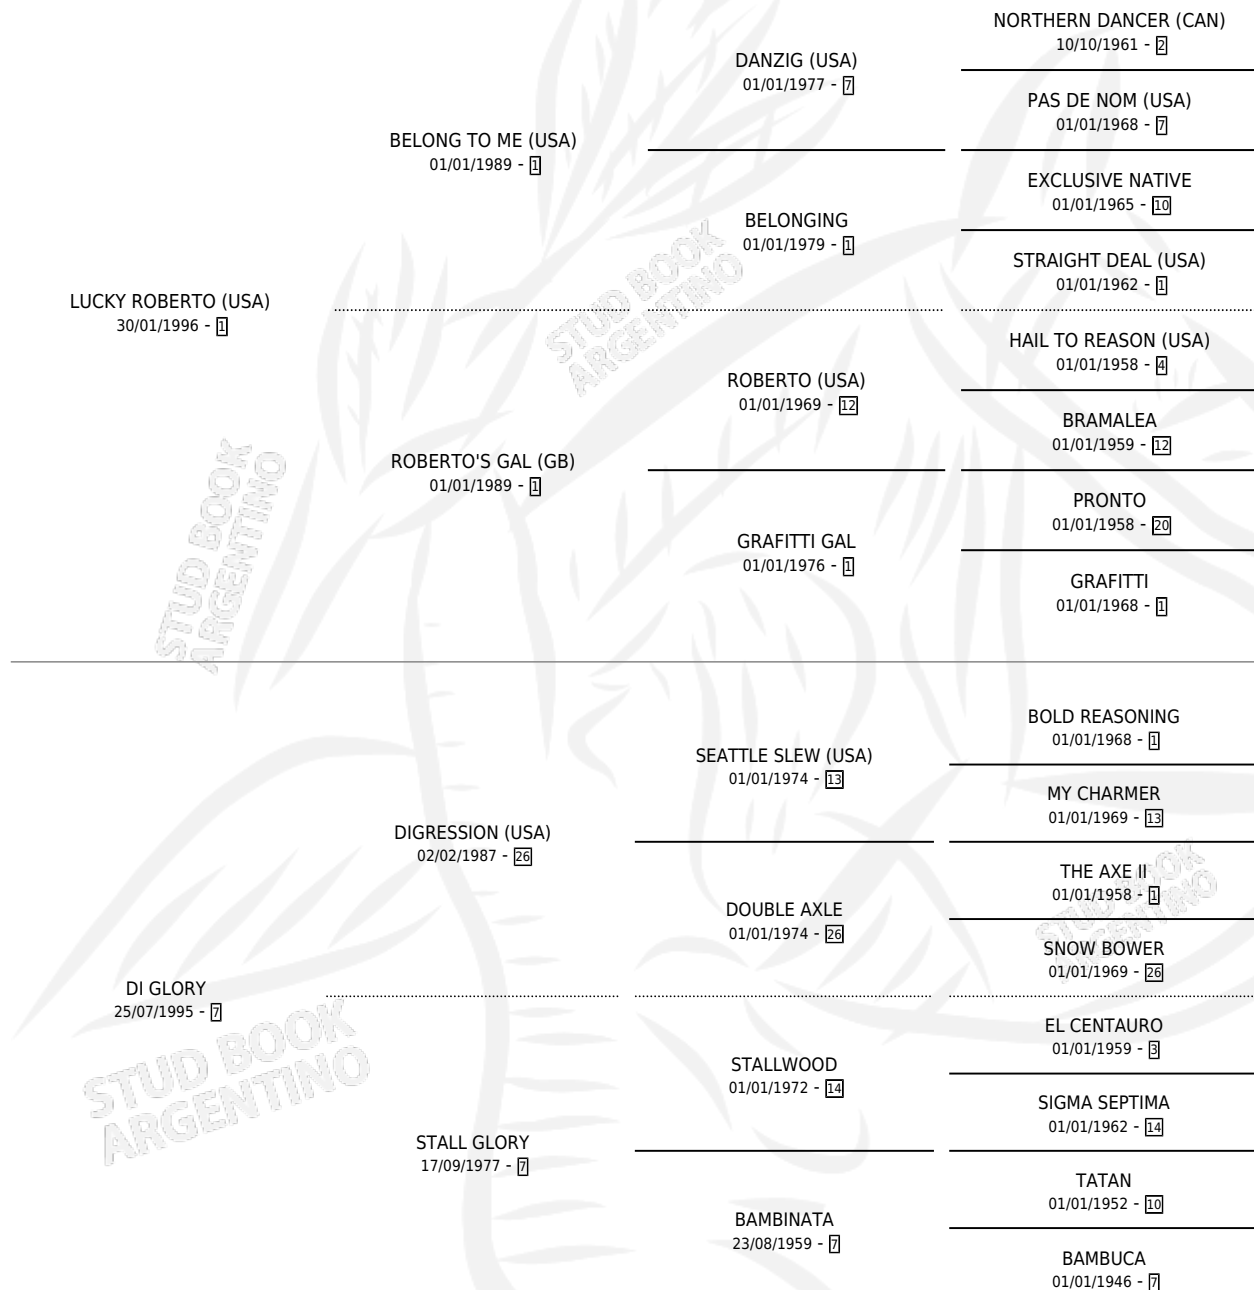 NORTHERN DANCER (CAN)
10/10/1961 - 2
DANZIG (USA)
01/01/1977 - 7
PAS DE NOM (USA)
01/01/1968 - 7
BELONG TO ME (USA)
01/01/1989 - 1
EXCLUSIVE NATIVE
01/01/1965 - 10
BELONGING
01/01/1979 - 1
STRAIGHT DEAL (USA)
01/01/1962 - 1
LUCKY ROBERTO (USA)
30/01/1996 - 1
STUD BOOK
ARGENTINO
HAIL TO REASON (USA)
01/01/1958 - 4
ROBERTO (USA)
01/01/1969 - 12
BRAMALEA
01/01/1959 - 12
ROBERTO'S GAL (GB)
01/01/1989 - 1
PRONTO
01/01/1958 - 20
GRAFITTI GAL
01/01/1976 - 1
GRAFITTI
01/01/1968 - 1
STUD BOOK
ARGENTINO
BOLD REASONING
01/01/1968 - 1
SEATTLE SLEW (USA)
01/01/1974 - 13
MY CHARMER
01/01/1969 - 13
DIGRESSION (USA)
02/02/1987 - 26
THE AXE II
01/01/1958 - 1
DOUBLE AXLE
01/01/1974 - 26
SNOW BOWER
01/01/1969 - 26
STUD BOOK
ARGENTINO
DI GLORY
25/07/1995 - 7
EL CENTAURO
01/01/1959 - 3
STALLWOOD
01/01/1972 - 14
SIGMA SEPTIMA
01/01/1962 - 14
STUD BOOK
ARGENTINO
STALL GLORY
17/09/1977 - 7
TATAN
01/01/1952 - 10
BAMBINATA
23/08/1959 - 7
BAMBUCA
01/01/1946 - 7